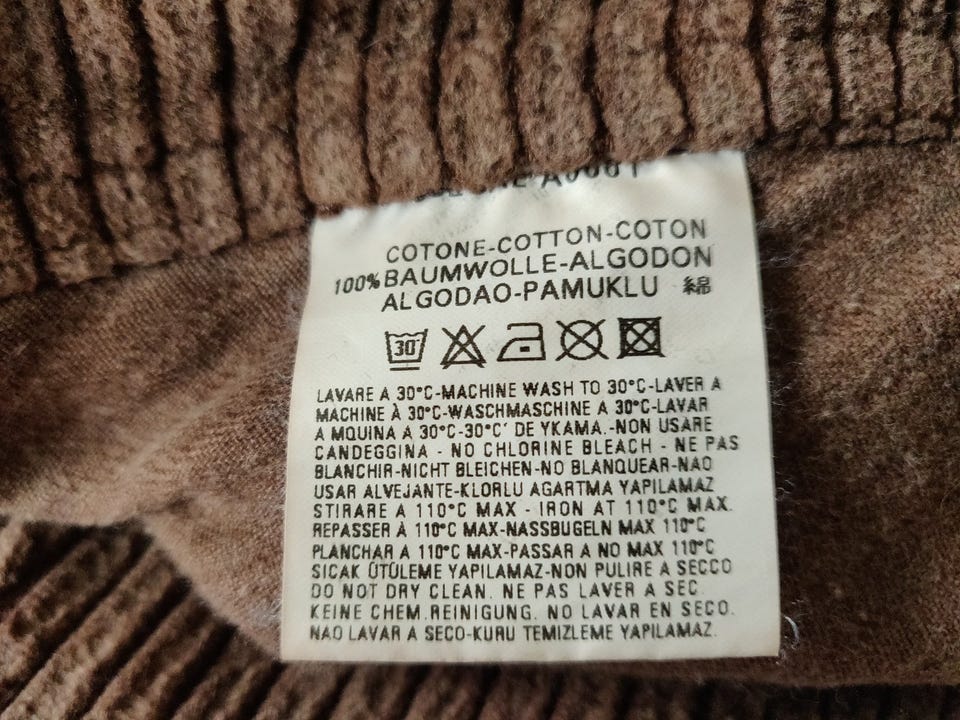 COTONE-COTTON-COTON
100% BAUMWOLLE-ALGODON
ALGODAO-PAMUKLU 綿
30°
LAVARE A 30°C-MACHINE WASH TO 30°C-LAVER A
MACHINE À 30°C-WASCHMASCHINE A 30°C-LAVAR
A MQUINA A 30°C-30°C' DE YKAMA.-NON USARE
CANDEGGINA - NO CHLORINE BLEACH - NE PAS
BLANCHIR-NICHT BLEICHEN-NO BLANQUEAR-NAO
USAR ALVEJANTE-KLORLU AGARTMA YAPILAMAZ
STIRARE A 110°C MAX - IRON AT 110°C MAX.
REPASSER À 110°C MAX-NASSBUGELN MAX 110°C
PLANCHAR A 110°C MAX-PASSAR A NO MAX 110°C
SICAK ÜTÜLEME YAPILAMAZ-NON PULIRE A SECCO
DO NOT DRY CLEAN. NE PAS LAVER A SEC.
KEINE CHEM.REINIGUNG. NO LAVAR EN SECO.
NAO LAVAR A SECO-KURU TEMIZLEME YAPILAMAZ.